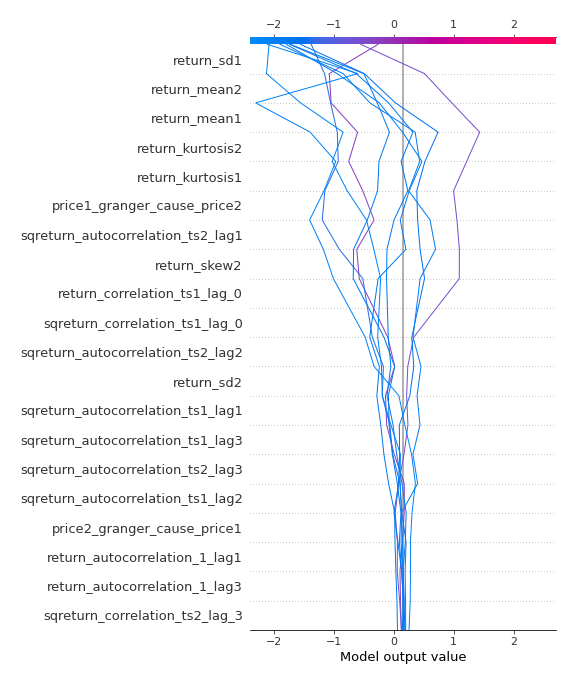 −2 −1 0 1 2
return_sd1
return_mean2
return_mean1
return_kurtosis2
return_kurtosis1
price1_granger_cause_price2
sqreturn_autocorrelation_ts2_lag1
return_skew2
return_correlation_ts1_lag_0
sqreturn_correlation_ts1_lag_0
sqreturn_autocorrelation_ts2_lag2
return_sd2
sqreturn_autocorrelation_ts1_lag1
sqreturn_autocorrelation_ts1_lag3
sqreturn_autocorrelation_ts2_lag3
sqreturn_autocorrelation_ts1_lag2
price2_granger_cause_price1
return_autocorrelation_1_lag1
return_autocorrelation_1_lag3
sqreturn_correlation_ts2_lag_3
−2 −1 0 1 2
Model output value